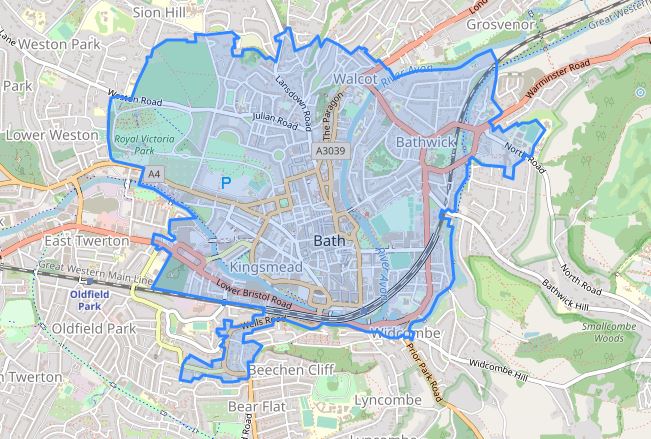 Sion Hill
Grosvenor
London
Great Western
Weston Park
Lane
Walcot
River Avon
Warminster Road
Park
Weston Road
Lansdown Road
Julian Road
The Paragon
Lower Weston
Royal Victoria
Park
Bathwick
North Road
A3039
A4
P
East Twerton
Bath
River Avon
Kingsmead
Great Western Main Line
Lower Bristol Road
North Road
Bathwick Hill
Oldfield
Park
Oldfield Park
Wells Road
Widcombe
Smallcombe
Woods
Prior Park Road
Widcombe Hill
Beechen Cliff
Twerton
Bear Flat
Lyncombe
Road